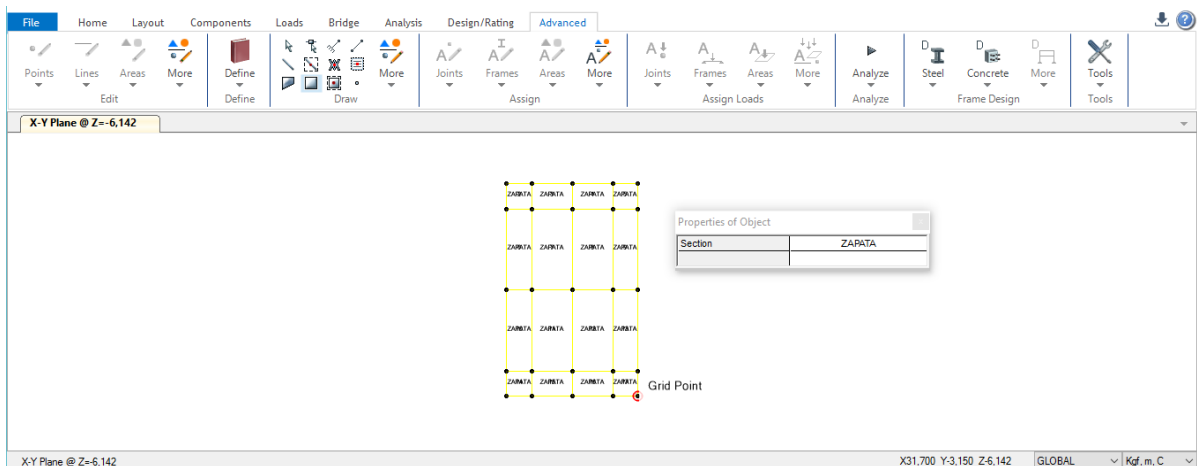 File Home Layout Components Loads Bridge Analysis Design/Rating Advanced
Points Lines Areas More Define More Joints Frames Areas More Joints Frames Areas More Analyze Steel Concrete More Tools
Edit Define Draw Assign Assign Loads Analyze Frame Design Tools
X-Y Plane @ Z=-6,142
ZAPATA ZAPATA ZAPATA ZAPATA
Properties of Object
Section ZAPATA
ZAPATA ZAPATA ZAPATA ZAPATA
ZAPATA ZAPATA ZAPATA ZAPATA
ZAPATA ZAPATA ZAPATA ZAPATA
Grid Point
X-Y Plane @ Z=-6,142 X31,700 Y-3,150 Z-6,142 GLOBAL Kgf, m, C